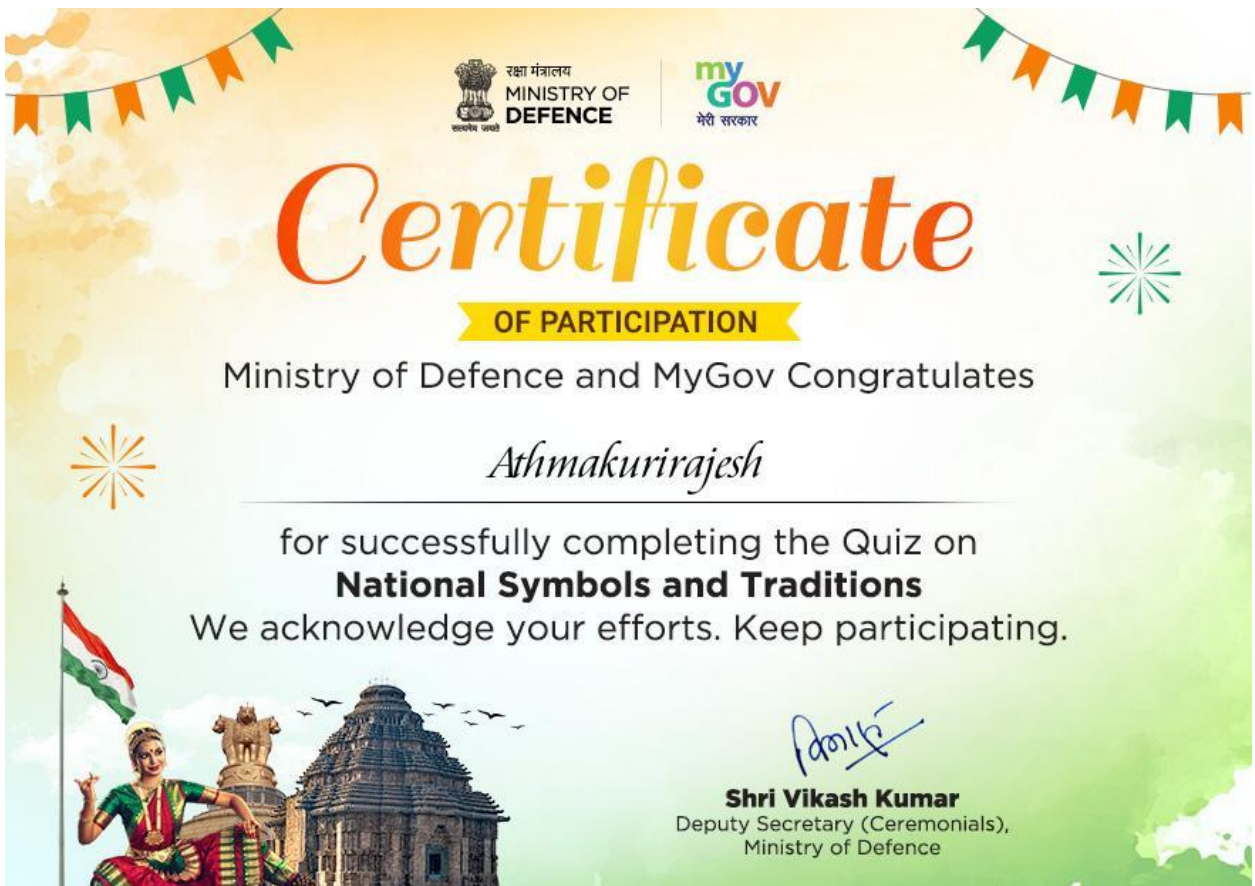 रक्षा मंत्रालय
MINISTRY OF
DEFENCE
सत्यमेव जयते
my
GOV
मेरी सरकार
Certificate
OF PARTICIPATION
Ministry of Defence and MyGov Congratulates
Athmakurirajesh
for successfully completing the Quiz on
National Symbols and Traditions
We acknowledge your efforts. Keep participating.
Shri Vikash Kumar
Deputy Secretary (Ceremonials),
Ministry of Defence